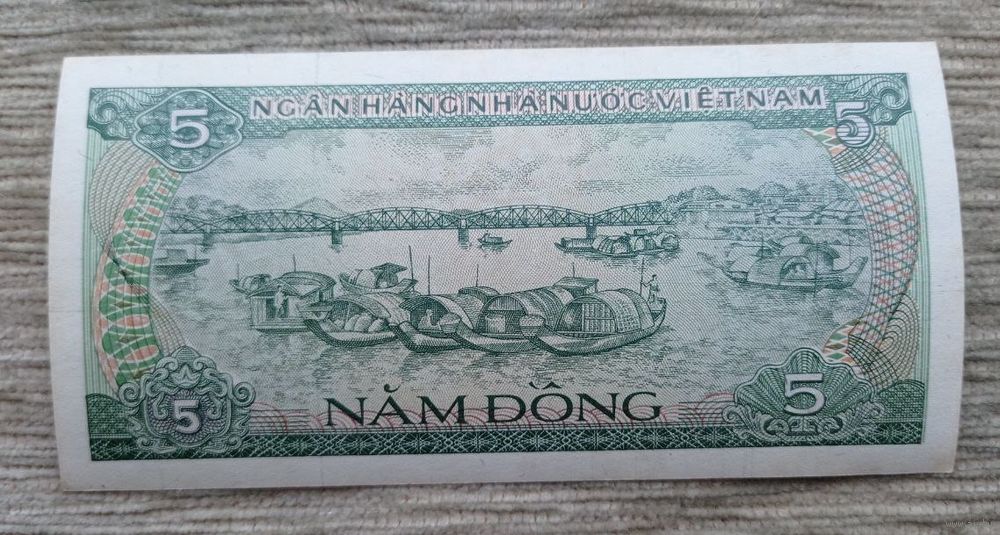 5 NGÂN HÀNG NHÀ NƯỚC VIỆT NAM 5
5 NĂM ĐỒNG 5